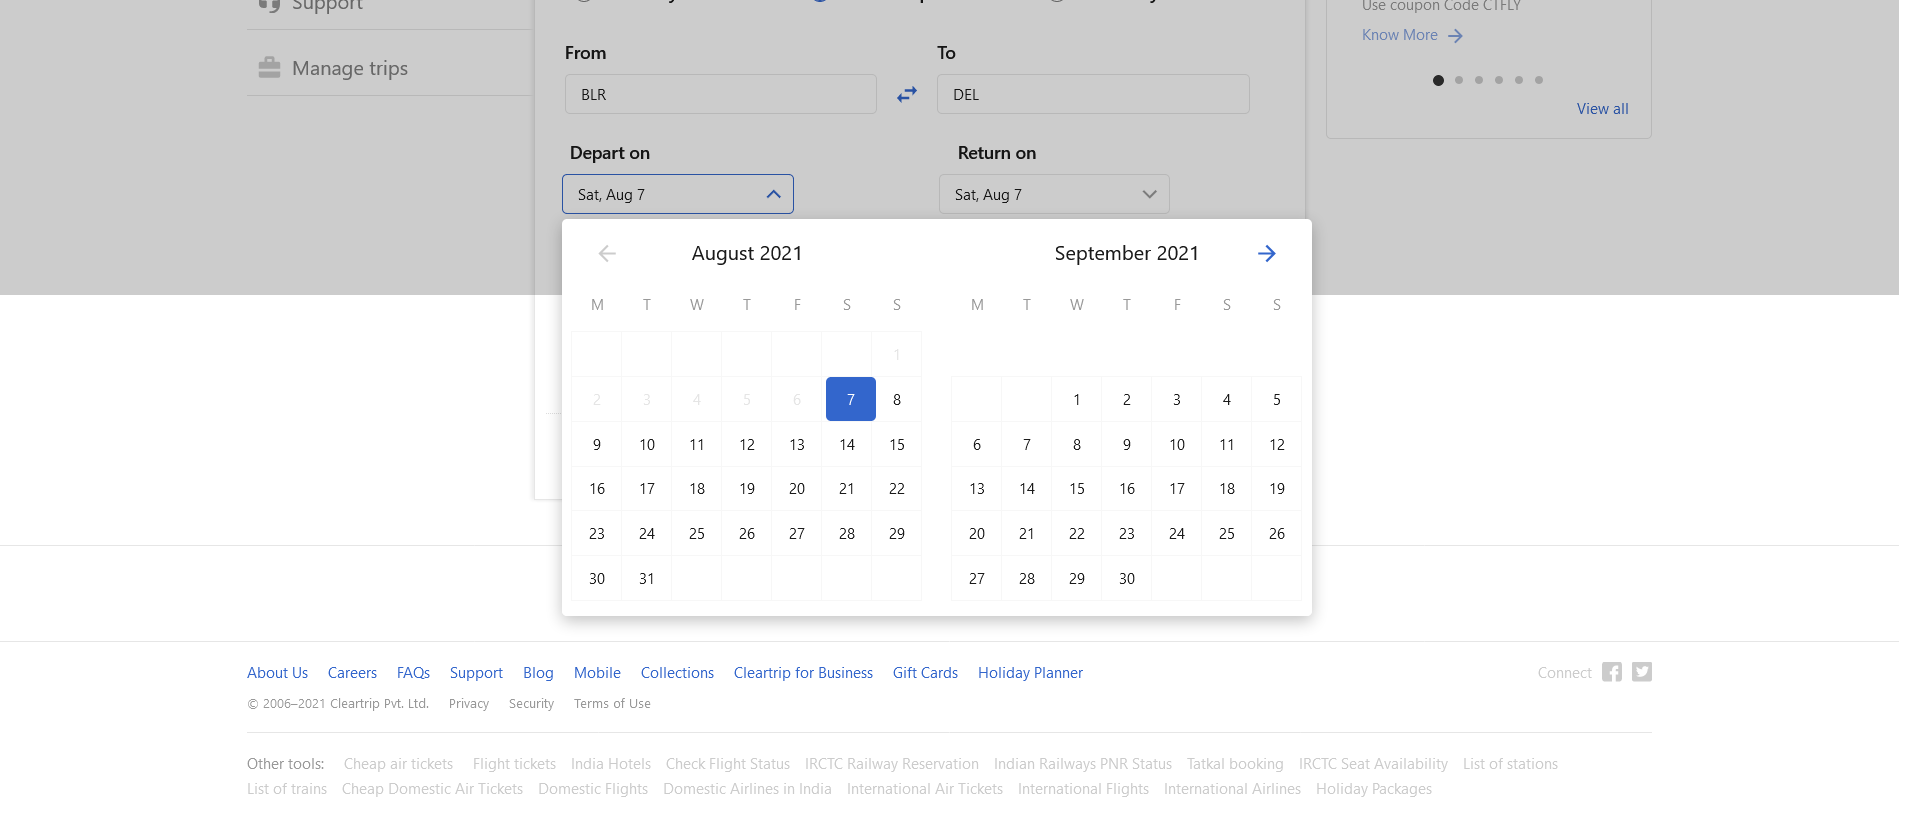 Support
Use coupon Code CTFLY
Know More
Manage trips
From
To
BLR
DEL
View all
Depart on
Return on
Sat, Aug 7
Sat, Aug 7
August 2021
September 2021
M T W T F S S
M T W T F S S
1
2 3 4 5 6 7 8
1 2 3 4 5
9 10 11 12 13 14 15
6 7 8 9 10 11 12
16 17 18 19 20 21 22
13 14 15 16 17 18 19
23 24 25 26 27 28 29
20 21 22 23 24 25 26
30 31
27 28 29 30
About Us Careers FAQs Support Blog Mobile Collections Cleartrip for Business Gift Cards Holiday Planner
Connect
© 2006–2021 Cleartrip Pvt. Ltd. Privacy Security Terms of Use
Other tools: Cheap air tickets Flight tickets India Hotels Check Flight Status IRCTC Railway Reservation Indian Railways PNR Status Tatkal booking IRCTC Seat Availability List of stations
List of trains Cheap Domestic Air Tickets Domestic Flights Domestic Airlines in India International Air Tickets International Flights International Airlines Holiday Packages